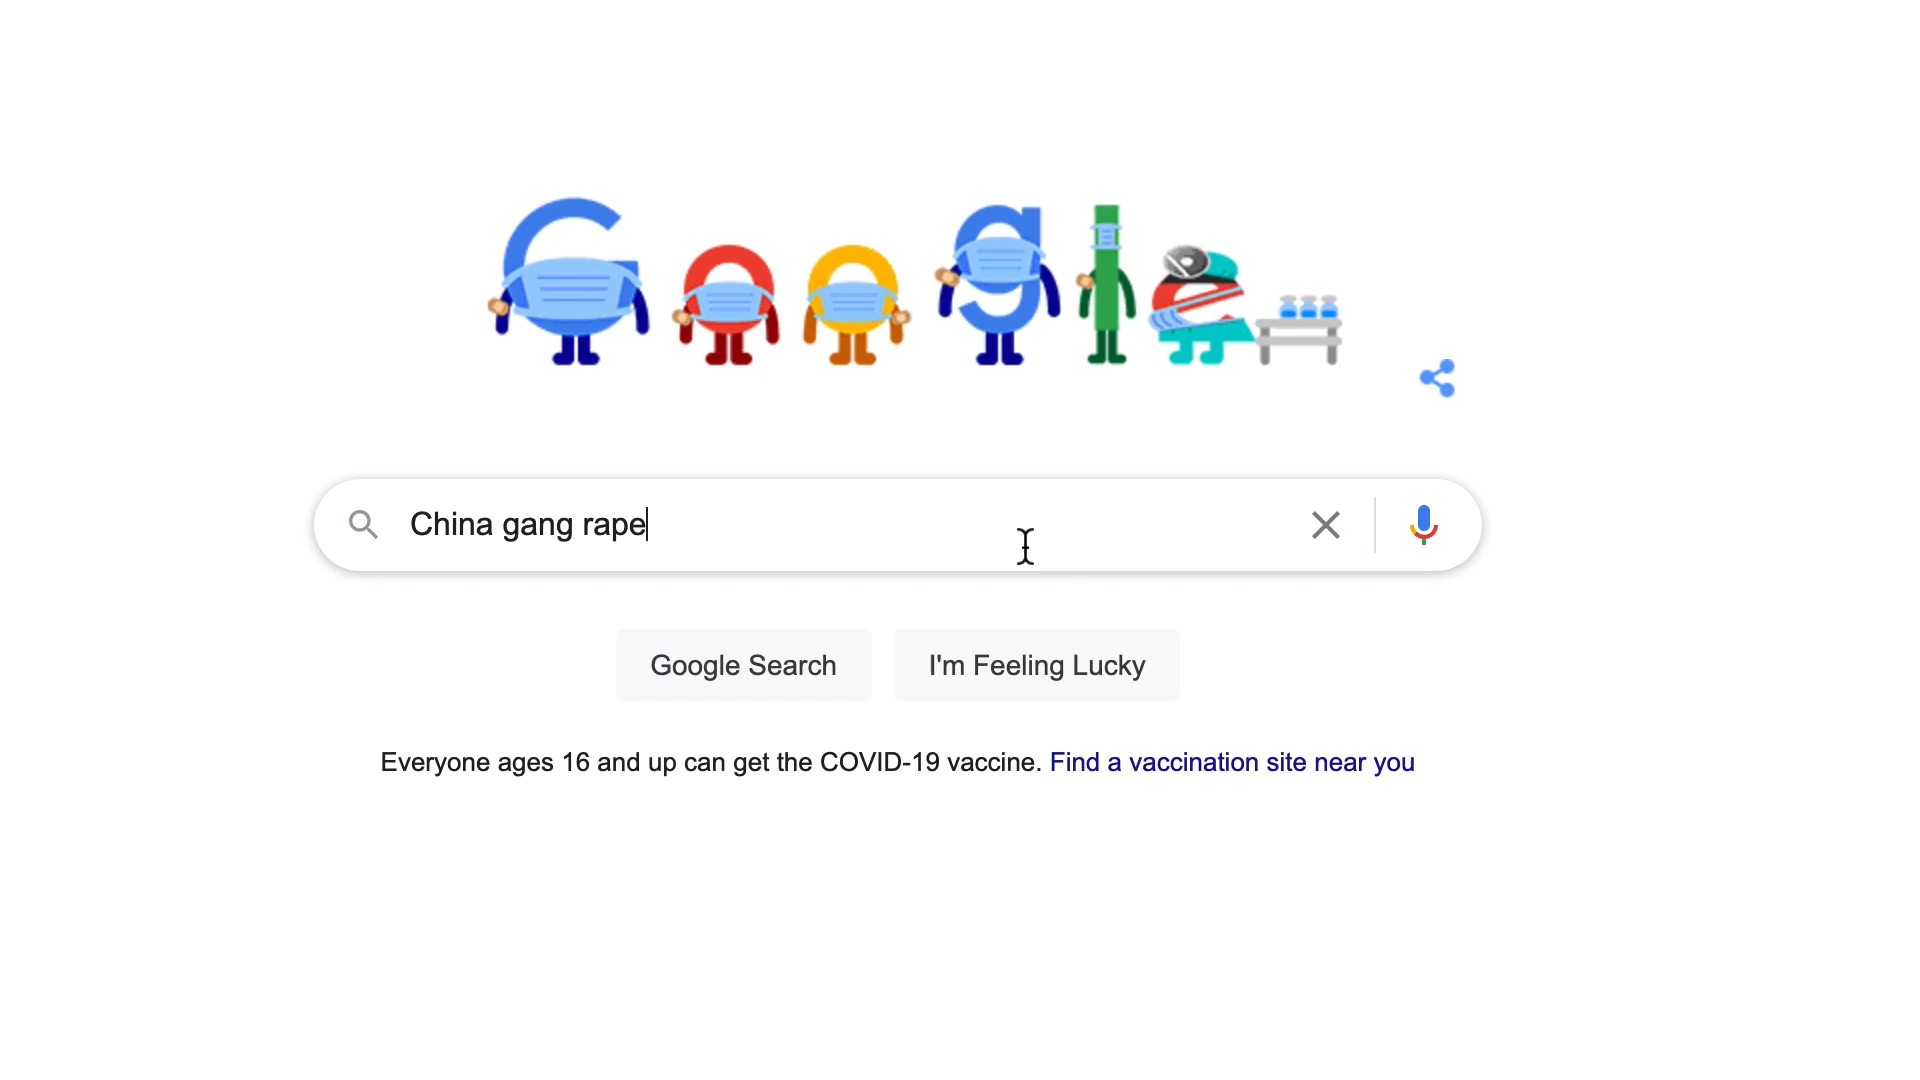 Google
China gang rape
Google Search
I'm Feeling Lucky
Everyone ages 16 and up can get the COVID-19 vaccine. Find a vaccination site near you